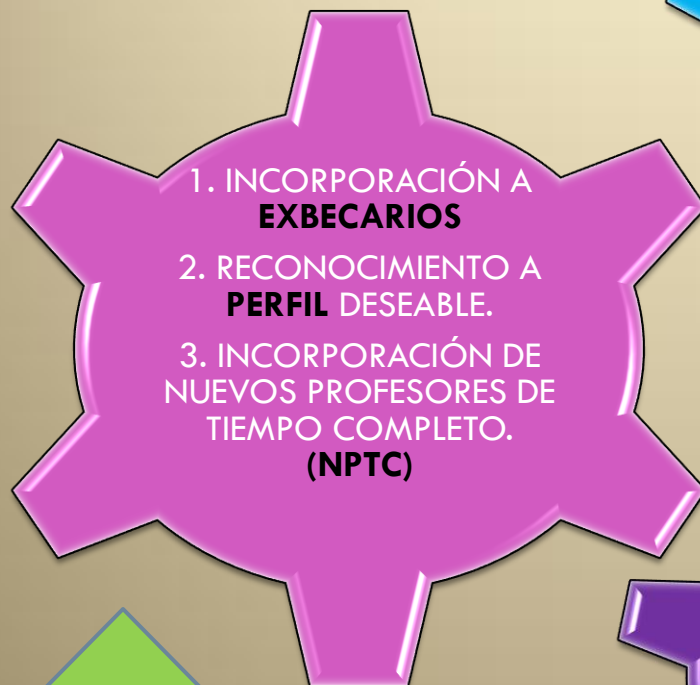 1. INCORPORACIÓN A
EXBECARIOS
2. RECONOCIMIENTO A
PERFIL DESEABLE.
3. INCORPORACIÓN DE
NUEVOS PROFESORES DE
TIEMPO COMPLETO.
(NPTC)